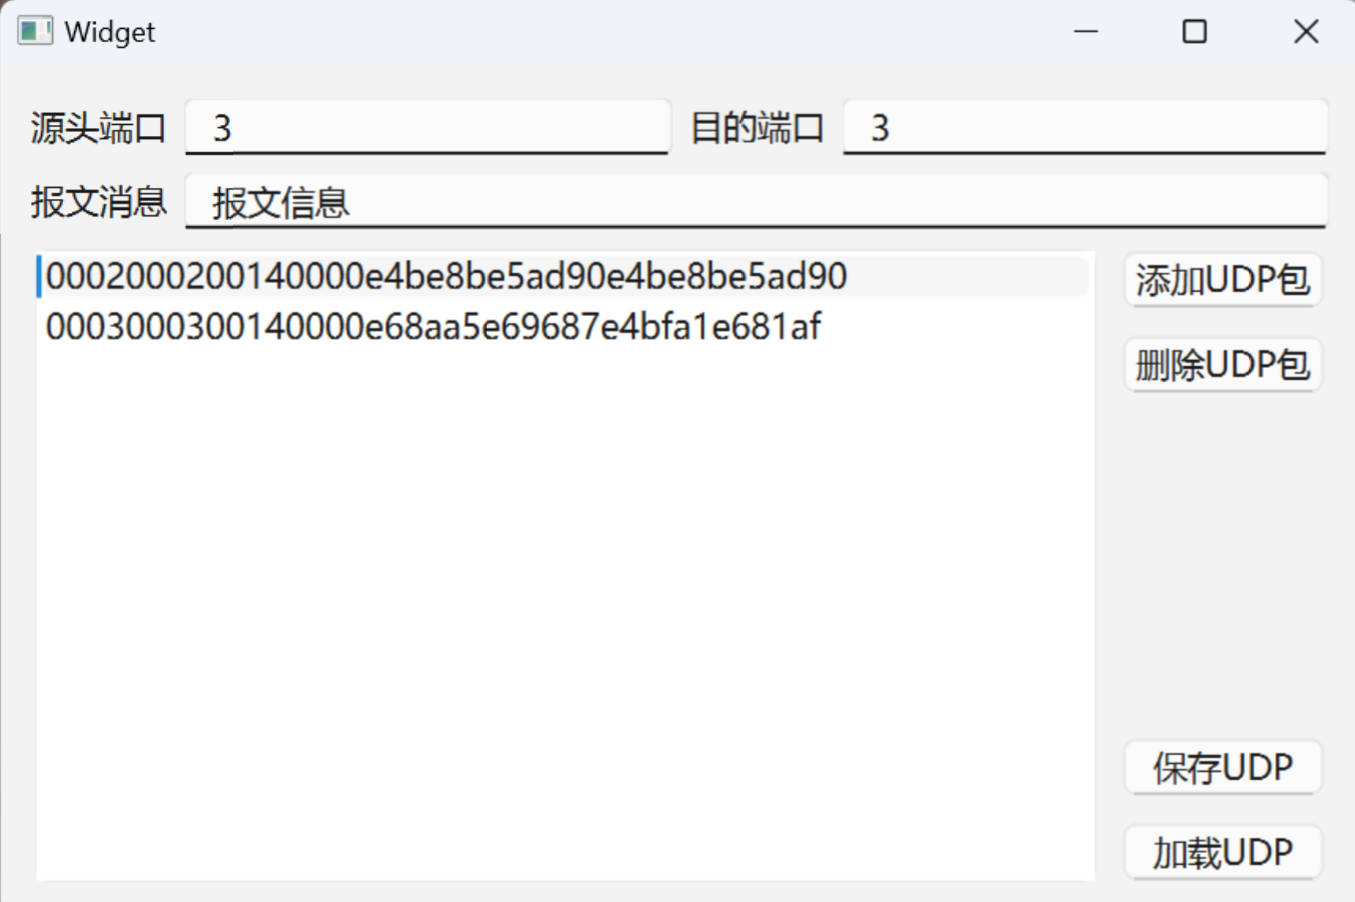 Widget
源头端口 3 目的端口 3
报文消息 报文信息
0002000200140000e4be8be5ad90e4be8be5ad90 添加UDP包
0003000300140000e68aa5e69687e4bfa1e681af
删除UDP包
保存UDP
加载UDP